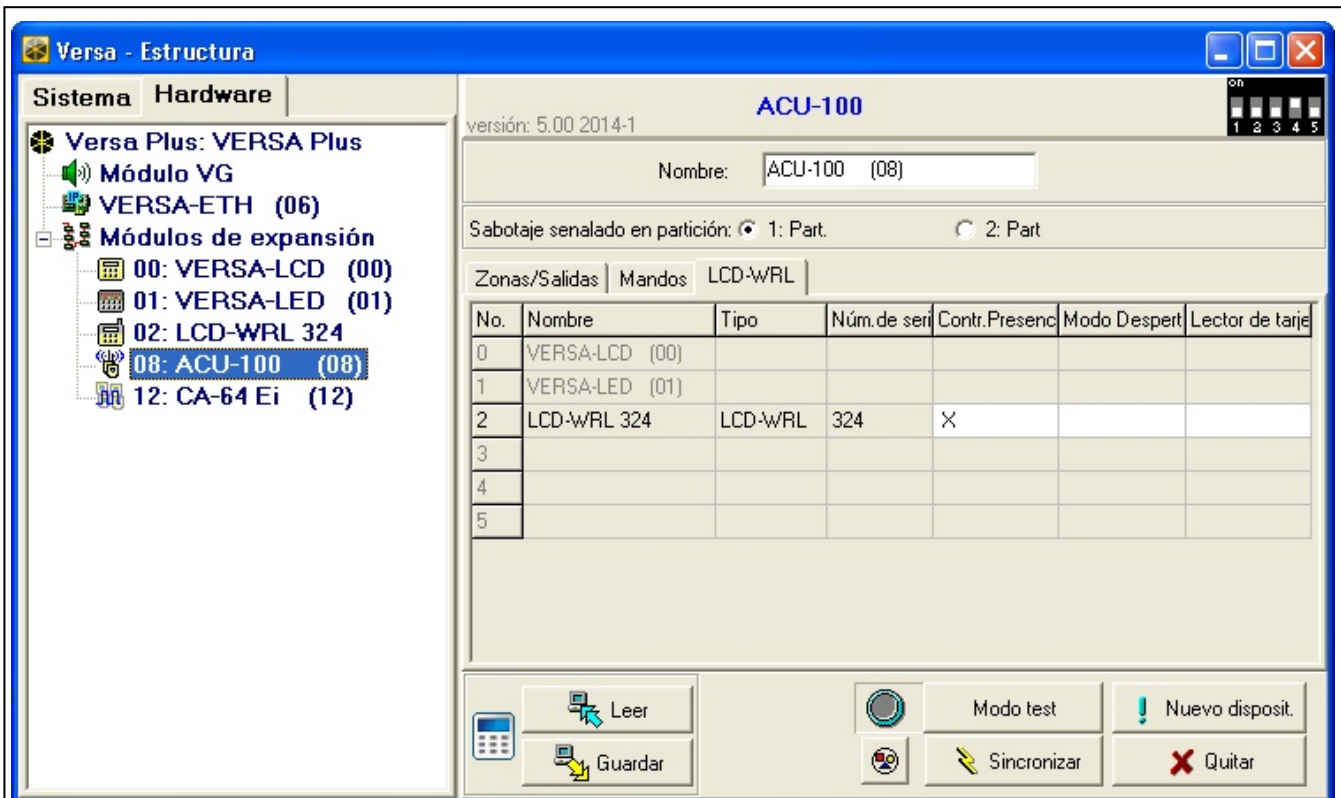 Versa - Estructura
Sistema Hardware
Versa Plus: VERSA Plus
Módulo VG
VERSA-ETH (06)
Módulos de expansión
00: VERSA-LCD (00)
01: VERSA-LED (01)
02: LCD-WRL 324
08: ACU-100 (08)
12: CA-64 Ei (12)
ACU-100
versión: 5.00 2014-1
on
1 2 3 4 5
Nombre: ACU-100 (08)
Sabotaje senalado en partición: 1: Part. 2: Part
Zonas/Salidas Mandos LCD-WRL
No. Nombre Tipo Núm.de seri Contr.Presenc Modo Despert Lector de tarje
0 VERSA-LCD (00)
1 VERSA-LED (01)
2 LCD-WRL 324 LCD-WRL 324 X
3
4
5
Leer Modo test Nuevo disposit.
Guardar Sincronizar Quitar